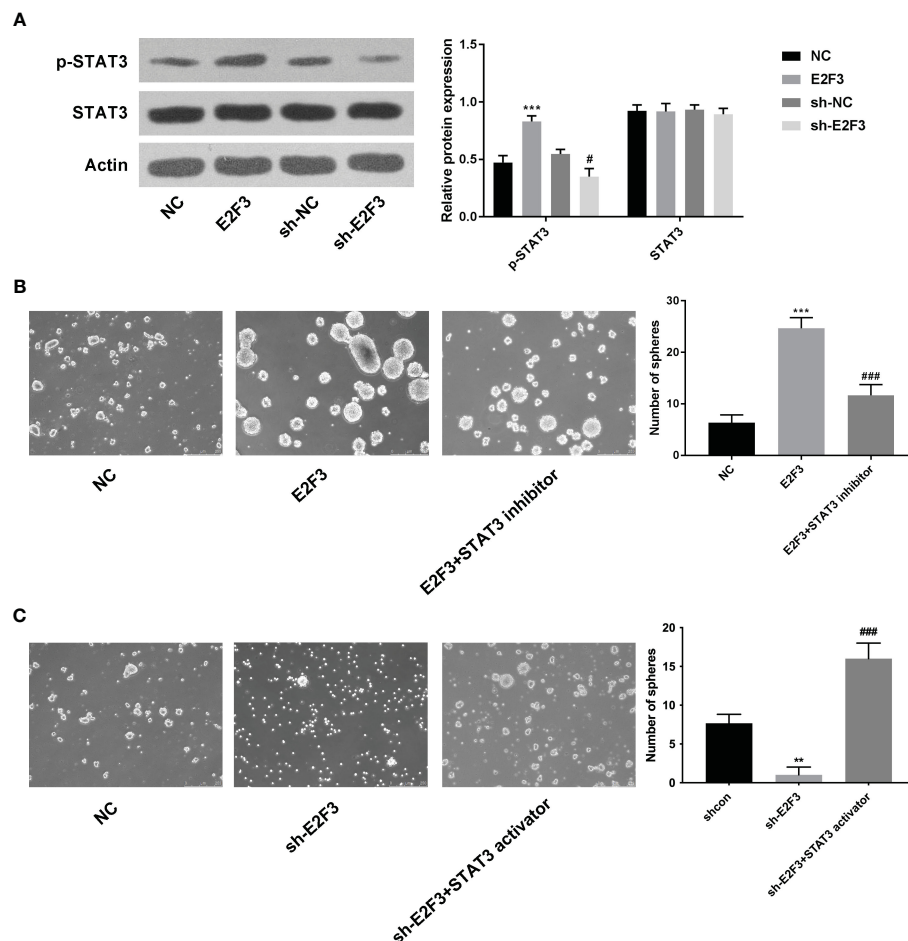 A
p-STAT3
STAT3
Actin
NC
E2F3
sh-NC
sh-E2F3
Relative protein expression
1.5
1.0
0.5
0.0
***
#
p-STAT3
STAT3
NC
E2F3
sh-NC
sh-E2F3
B
NC
E2F3
E2F3+STAT3 inhibitor
Number of spheres
30
20
10
0
***
###
NC
E2F3
E2F3+STAT3 inhibitor
C
NC
sh-E2F3
sh-E2F3+STAT3 activator
Number of spheres
20
15
10
5
0
**
###
shcon
sh-E2F3
sh-E2F3+STAT3 activator